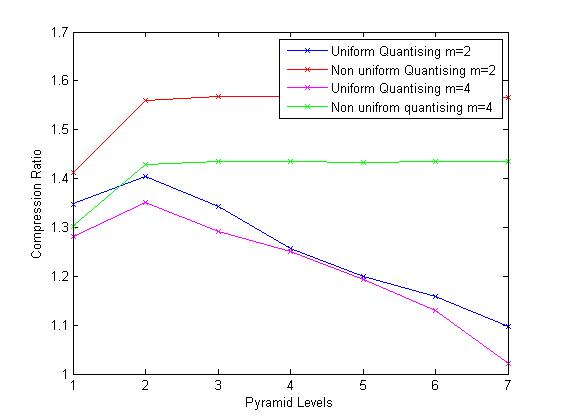 1.7
Uniform Quantising m=2
Non uniform Quantising m=2
Uniform Quantising m=4
Non unifrom quantising m=4
1.6
1.5
1.4
1.3
1.2
1.1
1
Compression Ratio
1 2 3 4 5 6 7
Pyramid Levels